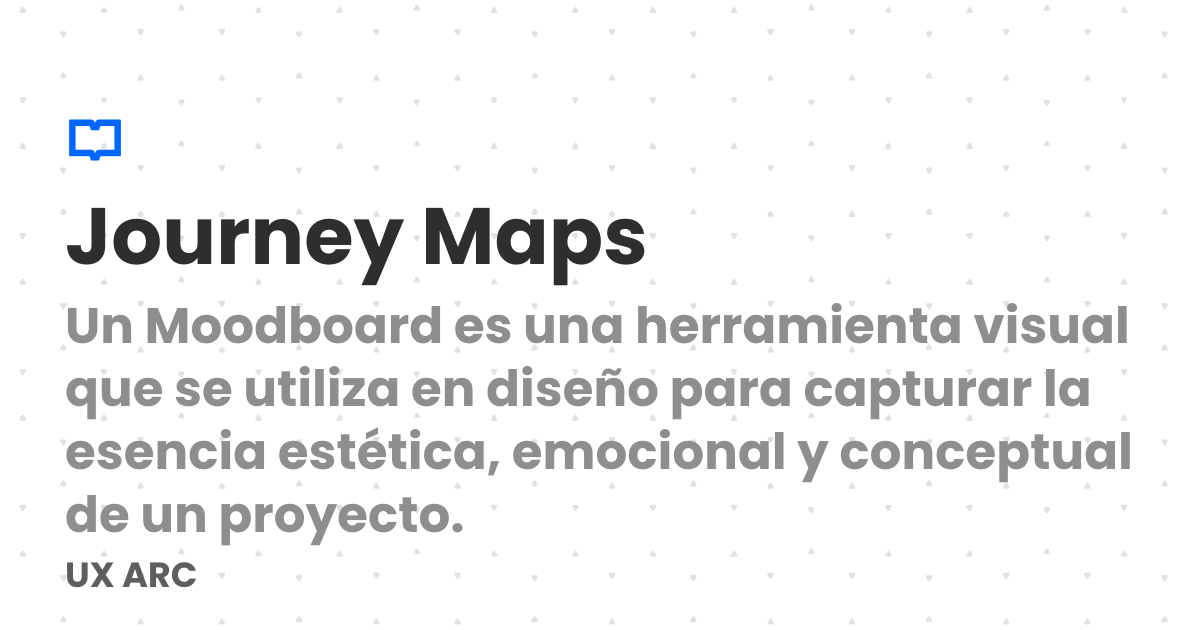 Journey Maps
Un Moodboard es una herramienta visual
que se utiliza en diseño para capturar la
esencia estética, emocional y conceptual
de un proyecto.
UX ARC